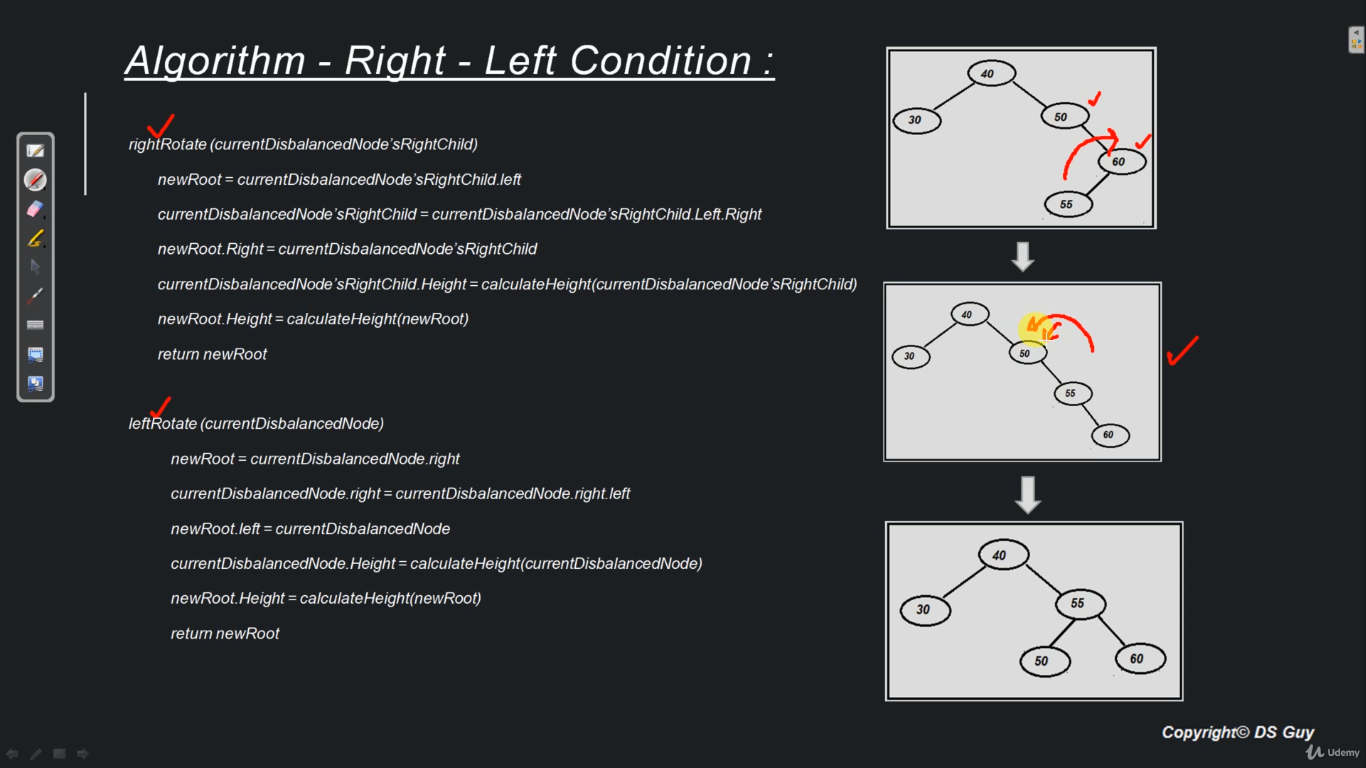 Algorithm - Right - Left Condition :
rightRotate (currentDisbalancedNode'sRightChild)
newRoot = currentDisbalancedNode'sRightChild.left
currentDisbalancedNode'sRightChild = currentDisbalancedNode'sRightChild.Left.Right
newRoot.Right = currentDisbalancedNode'sRightChild
currentDisbalancedNode'sRightChild.Height = calculateHeight(currentDisbalancedNode'sRightChild)
newRoot.Height = calculateHeight(newRoot)
return newRoot
leftRotate (currentDisbalancedNode)
newRoot = currentDisbalancedNode.right
currentDisbalancedNode.right = currentDisbalancedNode.right.left
newRoot.left = currentDisbalancedNode
currentDisbalancedNode.Height = calculateHeight(currentDisbalancedNode)
newRoot.Height = calculateHeight(newRoot)
return newRoot
40
30
50
60
55
40
30
50
55
60
40
30
55
50
60
Copyright© DS Guy
Udemy